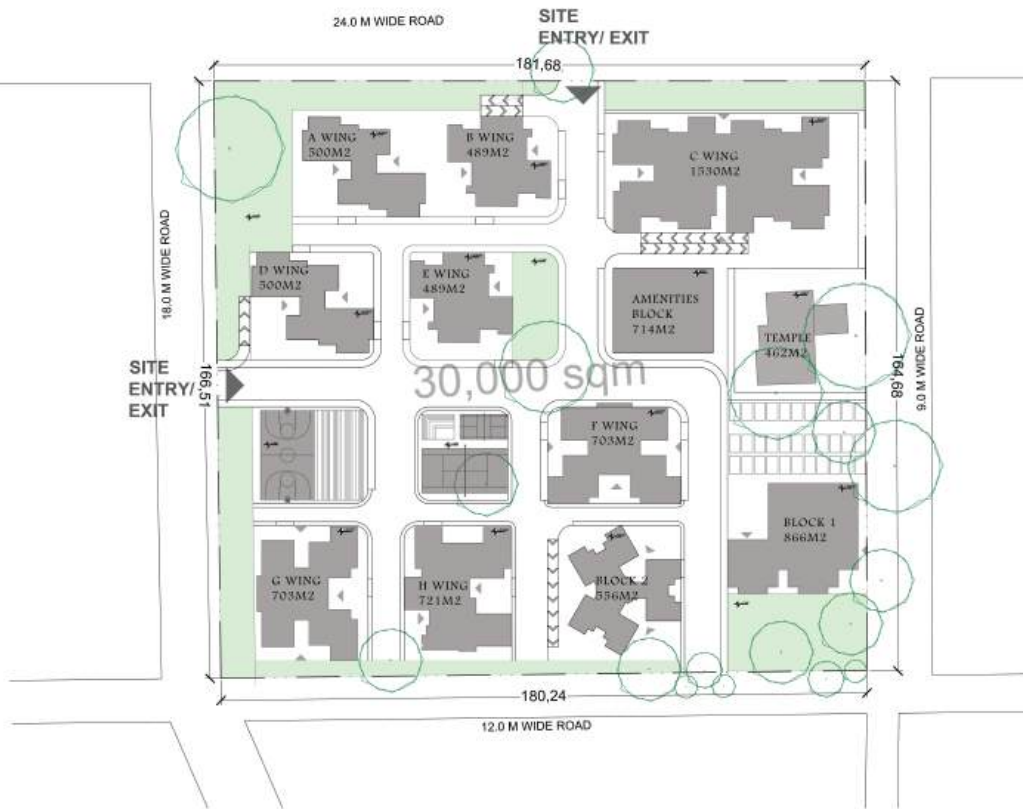 24.0 M WIDE ROAD
SITE
ENTRY/ EXIT
181,68
A WING
500M2
B WING
489M2
C WING
1530M2
18.0 M WIDE ROAD
D WING
500M2
E WING
489M2
AMENITIES
BLOCK
714M2
TEMPLE
462M2
9.0 M WIDE ROAD
164,68
SITE
ENTRY/
EXIT
166,51
30,000 sqm
F WING
703M2
BLOCK 1
866M2
G WING
703M2
H WING
721M2
BLOCK 2
556M2
180,24
12.0 M WIDE ROAD